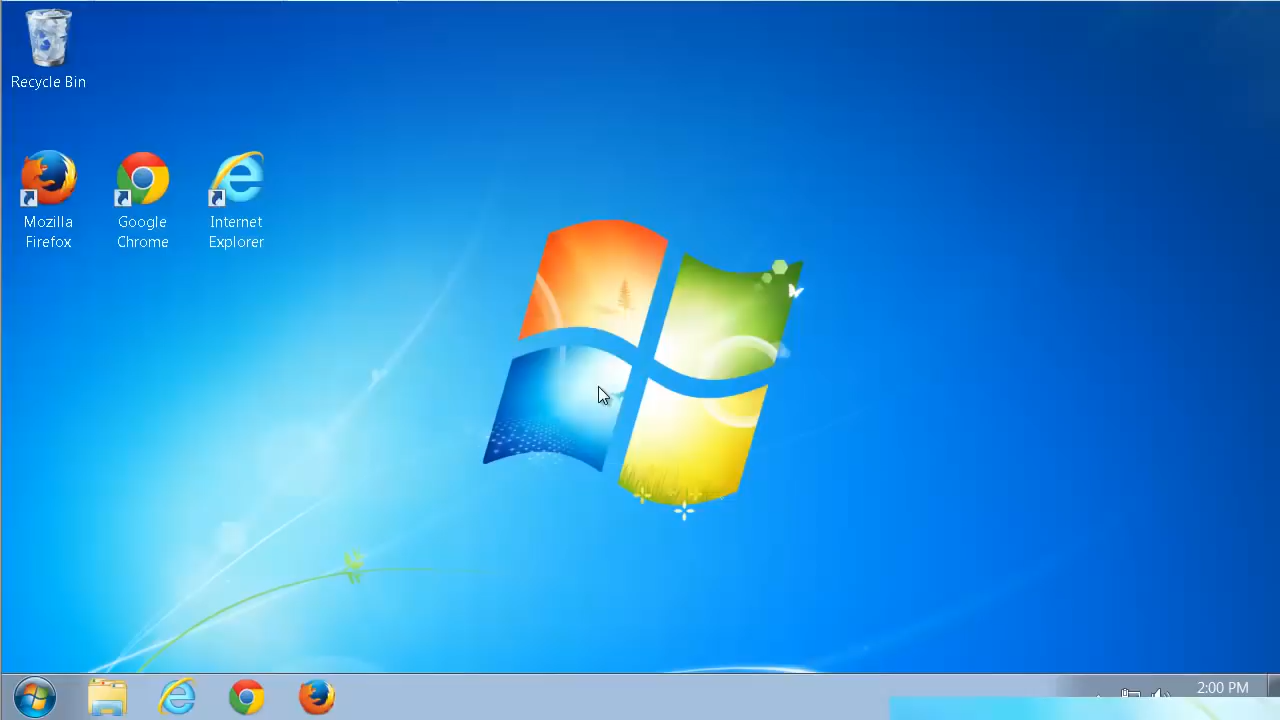 Recycle Bin
Mozilla
Firefox
Google
Chrome
Internet
Explorer
2:00 PM